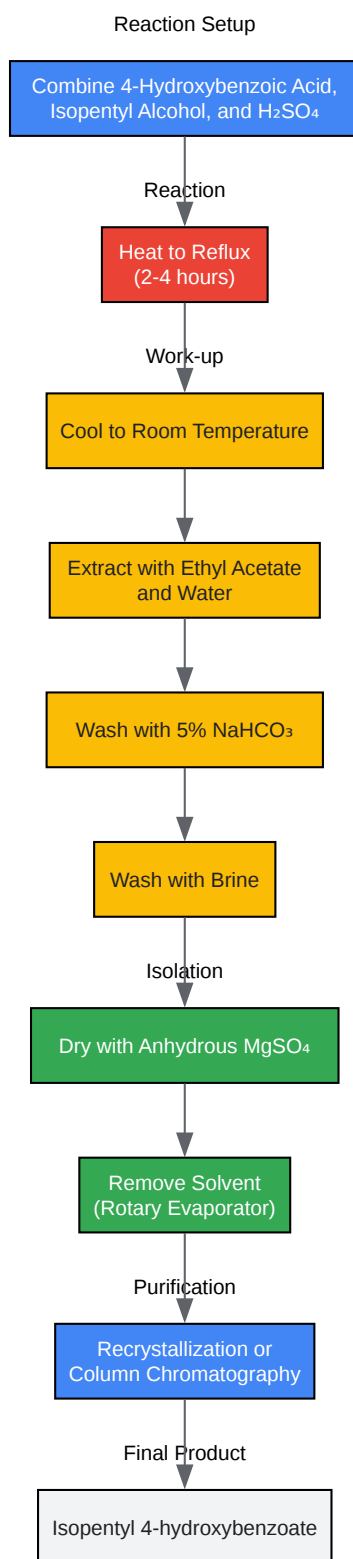 Reaction Setup
Combine 4-Hydroxybenzoic Acid,
Isopentyl Alcohol, and H₂SO₄
Reaction
Heat to Reflux
(2-4 hours)
Work-up
Cool to Room Temperature
Extract with Ethyl Acetate
and Water
Wash with 5% NaHCO₃
Wash with Brine
Isolation
Dry with Anhydrous MgSO₄
Remove Solvent
(Rotary Evaporator)
Purification
Recrystallization or
Column Chromatography
Final Product
Isopentyl 4-hydroxybenzoate